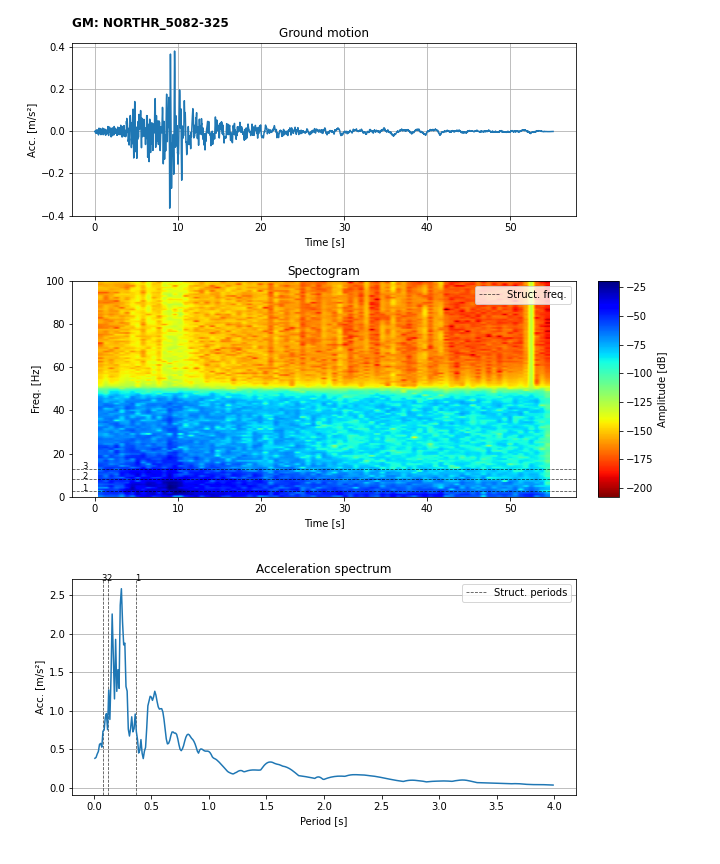 GM: NORTHR_5082-325
Ground motion
Acc. [m/s²]
0.4
0.2
0.0
−0.2
−0.4
0 10 20 30 40 50
Time [s]
Spectogram
Freq. [Hz]
100
80
60
40
20
0
Struct. freq.
3
2
1
0 10 20 30 40 50
Time [s]
−25
−50
−75
−100
−125
−150
−175
−200
Amplitude [dB]
Acceleration spectrum
3 2 1
Struct. periods
Acc. [m/s²]
2.5
2.0
1.5
1.0
0.5
0.0
0.0 0.5 1.0 1.5 2.0 2.5 3.0 3.5 4.0
Period [s]